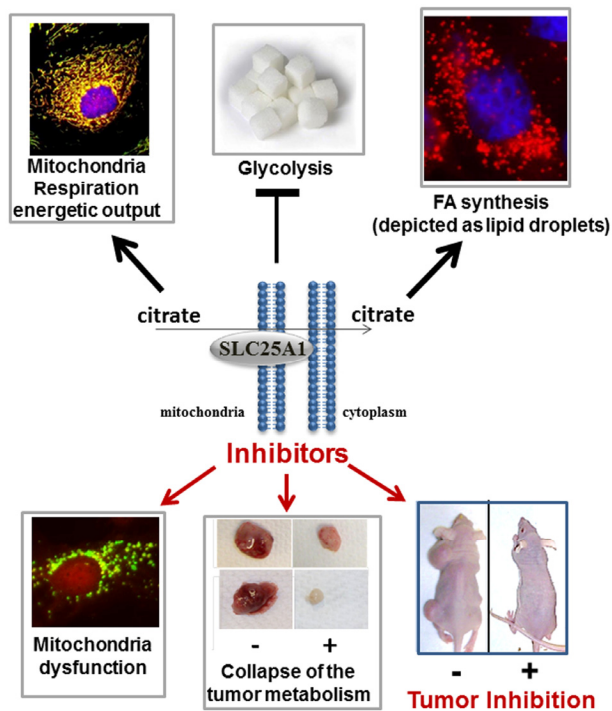 Mitochondria
Respiration
energetic output
Glycolysis
FA synthesis
(depicted as lipid droplets)
citrate
citrate
SLC25A1
mitochondria
cytoplasm
Inhibitors
Mitochondria
dysfunction
- +
Collapse of the
tumor metabolism
- +
Tumor Inhibition